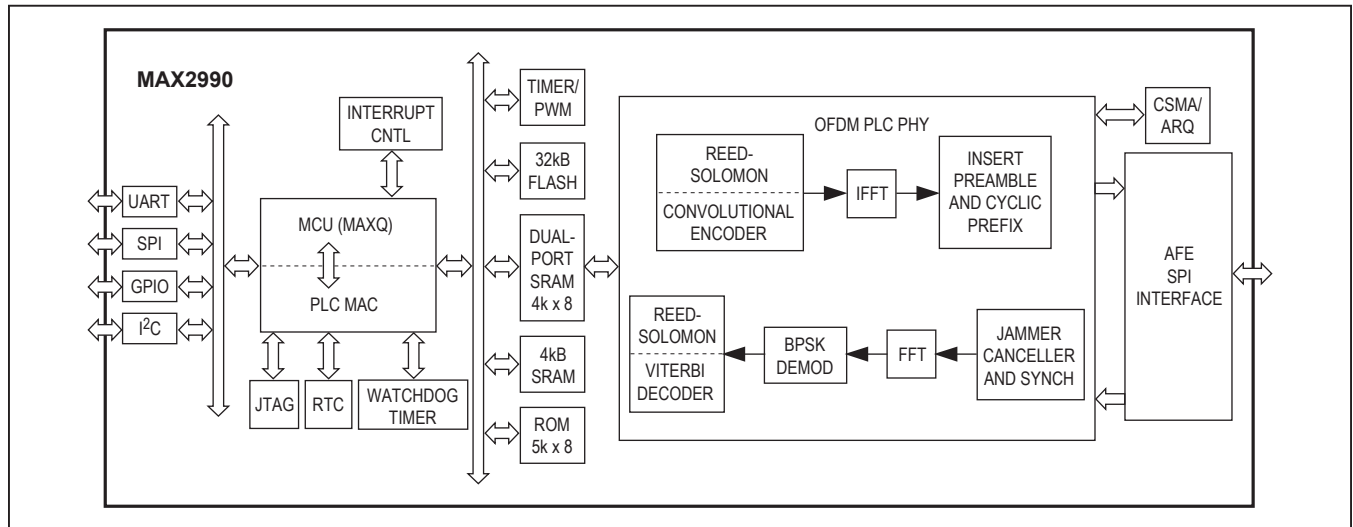 MAX2990
UART
SPI
GPIO
I²C
INTERRUPT
CNTL
MCU (MAXQ)
PLC MAC
JTAG
RTC
WATCHDOG
TIMER
TIMER/
PWM
32kB
FLASH
DUAL-
PORT
SRAM
4k x 8
4kB
SRAM
ROM
5k x 8
OFDM PLC PHY
REED-
SOLOMON
CONVOLUTIONAL
ENCODER
IFFT
INSERT
PREAMBLE
AND CYCLIC
PREFIX
REED-
SOLOMON
VITERBI
DECODER
BPSK
DEMOD
FFT
JAMMER
CANCELLER
AND SYNCH
CSMA/
ARQ
AFE
SPI
INTERFACE